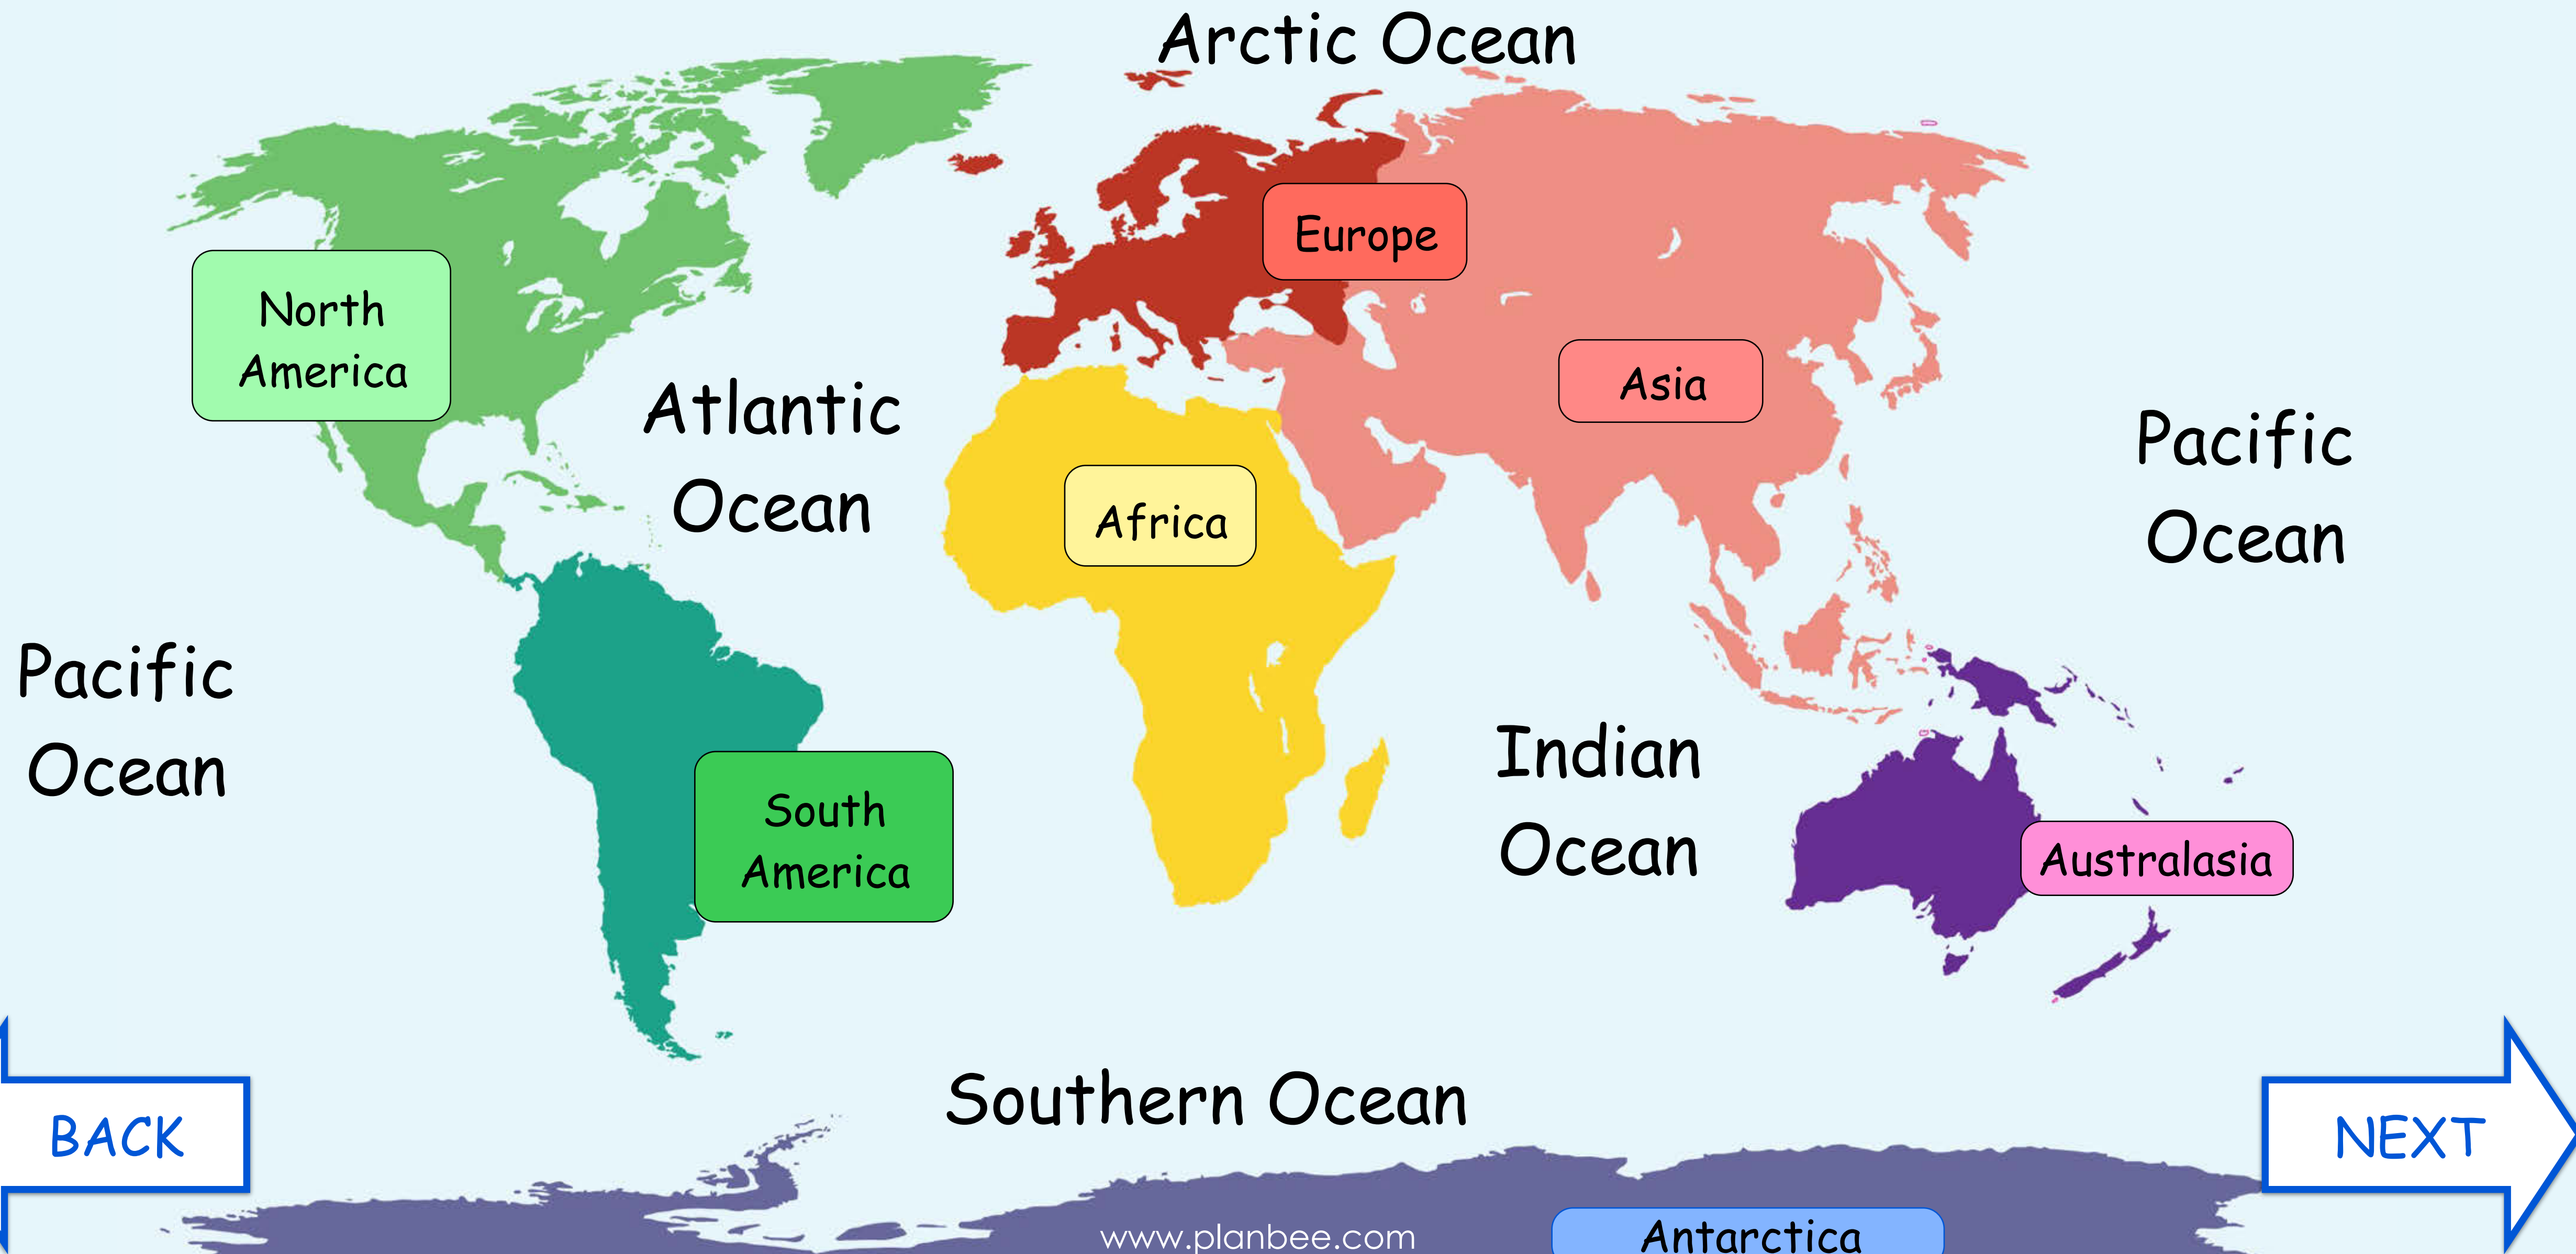 Arctic Ocean
Europe
North
America
Asia
Atlantic
Ocean
Pacific
Ocean
Africa
Pacific
Ocean
Indian
Ocean
South
America
Australasia
Southern Ocean
BACK
NEXT
www.planbee.com
Antarctica